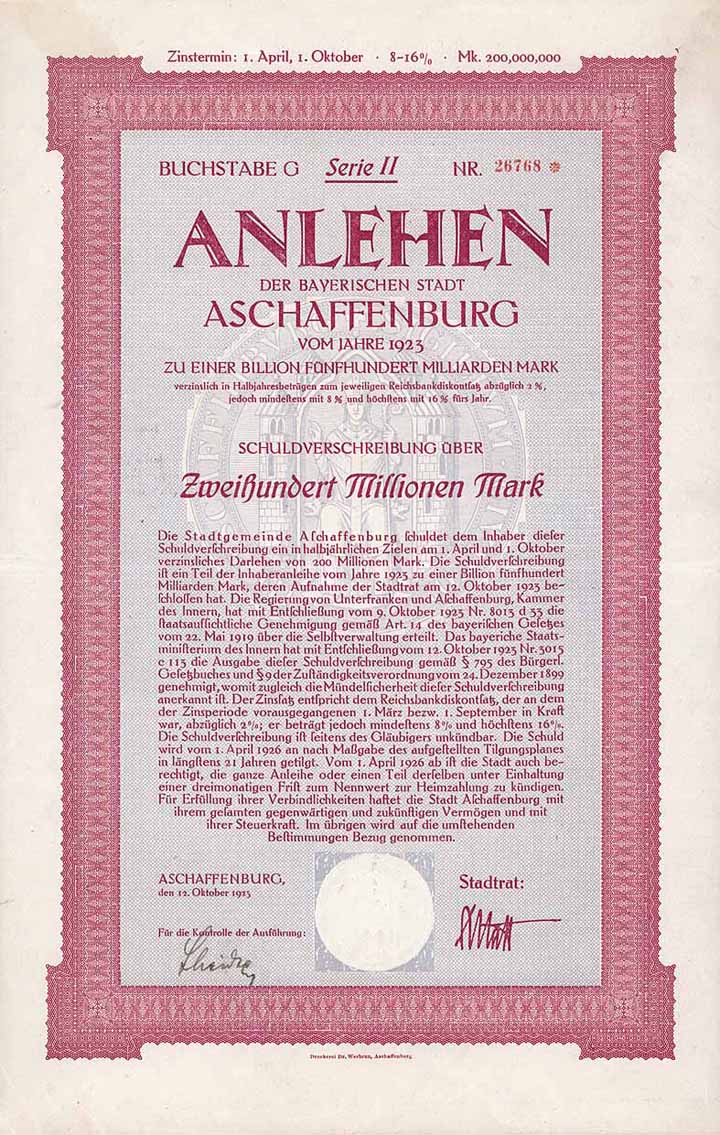 Zinstermin: 1. April, 1. Oktober · 8-16% · Mk. 200,000,000
BUCHSTABE G Serie II NR. 26768 *
ANLEHEN
DER BAYERISCHEN STADT
ASCHAFFENBURG
VOM JAHRE 1923
ZU EINER BILLION FÜNFHUNDERT MILLIARDEN MARK
verzinslich in Halbjahresbeträgen zum jeweiligen Reichsbankdiskontsatz abzüglich 2%,
jedoch mindestens mit 8% und höchstens mit 16% fürs Jahr.
SCHULDVERSCHREIBUNG ÜBER
Zweihundert Millionen Mark
Die Stadtgemeinde Aschaffenburg schuldet dem Inhaber dieser
Schuldverschreibung ein in halbjährlichen Zielen am 1. April und 1. Oktober
verzinsliches Darlehen von 200 Millionen Mark. Die Schuldverschreibung
ist ein Teil der Inhaberanleihe vom Jahre 1923 zu einer Billion fünfhundert
Milliarden Mark, deren Aufnahme der Stadtrat am 12. Oktober 1923 be-
schlossen hat. Die Regierung von Unterfranken und Aschaffenburg, Kammer
des Innern, hat mit Entschließung vom 9. Oktober 1923 Nr. 8013 d 33 die
staatsaufsichtliche Genehmigung gemäß Art. 14 des bayerischen Gesetzes
vom 22. Mai 1919 über die Selbstverwaltung erteilt. Das bayeriche Staats-
ministerium des Innern hat mit Entschließung vom 12. Oktober 1923 Nr. 3015
c 113 die Ausgabe dieser Schuldverschreibung gemäß § 795 des Bürgerl.
Gesetzbuches und § 9 der Zuständigkeitsverordnung vom 24. Dezember 1899
genehmigt, womit zugleich die Mündelsicherheit dieser Schuldverschreibung
anerkannt ist. Der Zinssatz entspricht dem Reichsbankdiskontsatz, der an dem
der Zinsperiode vorausgegangenen 1. März bezw. 1. September in Kraft
war, abzüglich 2%; er beträgt jedoch mindestens 8% und höchstens 16%.
Die Schuldverschreibung ist seitens des Gläubigers unkündbar. Die Schuld
wird vom 1. April 1926 an nach Maßgabe des aufgestellten Tilgungsplanes
in längstens 21 Jahren getilgt. Vom 1. April 1926 ab ist die Stadt auch be-
rechtigt, die ganze Anleihe oder einen Teil derselben unter Einhaltung
einer dreimonatigen Frist zum Nennwert zur Heimzahlung zu kündigen.
Für Erfüllung ihrer Verbindlichkeiten haftet die Stadt Aschaffenburg mit
ihrem gesamten gegenwärtigen und zukünftigen Vermögen und mit
ihrer Steuerkraft. Im übrigen wird auf die umstehenden
Bestimmungen Bezug genommen.
ASCHAFFENBURG,
den 12. Oktober 1923
Stadtrat:
Für die Kontrolle der Ausführung:
Druckerei Dr. Werbrun, Aschaffenburg